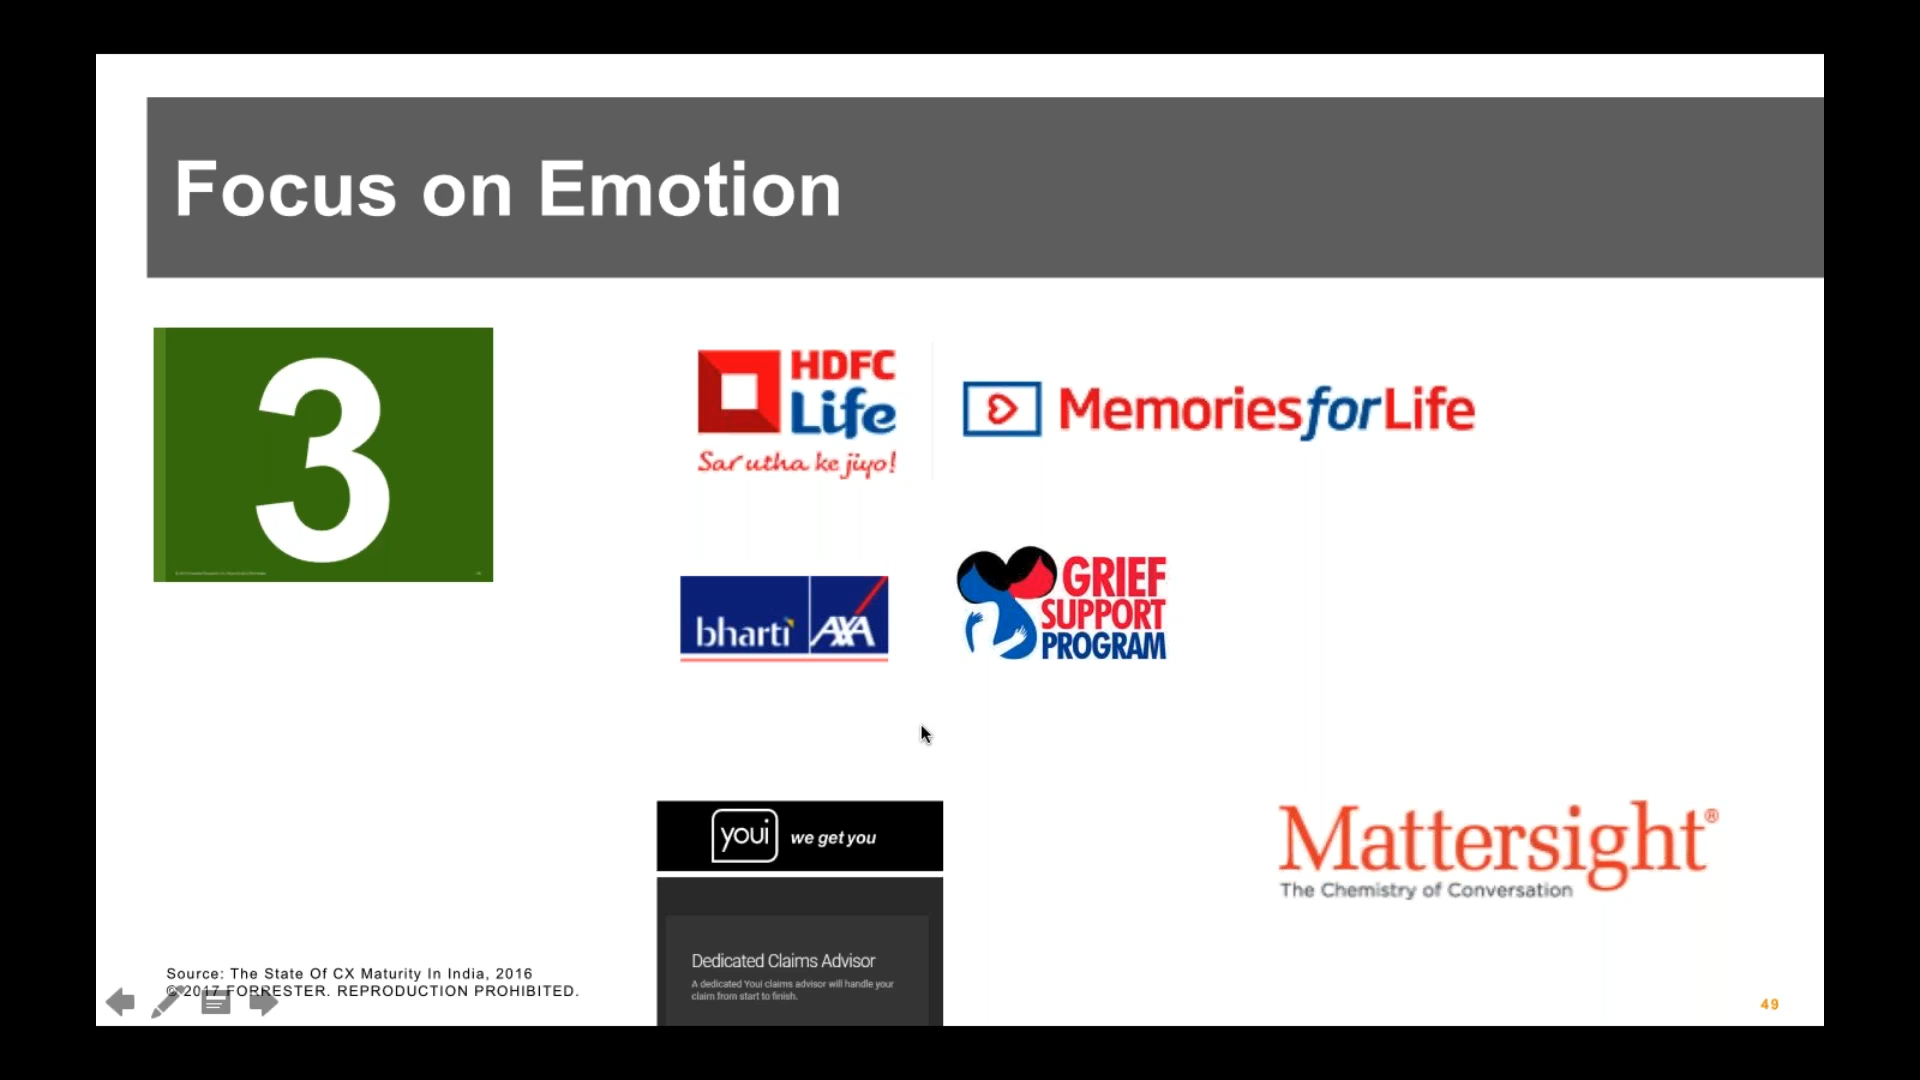 Focus on Emotion
3
HDFC
Life
Sar utha ke jiyo!
MemoriesforLife
bharti AXA
GRIEF
SUPPORT
PROGRAM
youi we get you
Dedicated Claims Advisor
A dedicated Youi claims advisor will handle your
claim from start to finish.
Mattersight®
The Chemistry of Conversation
Source: The State Of CX Maturity In India, 2016
© 2017 FORRESTER. REPRODUCTION PROHIBITED.
49